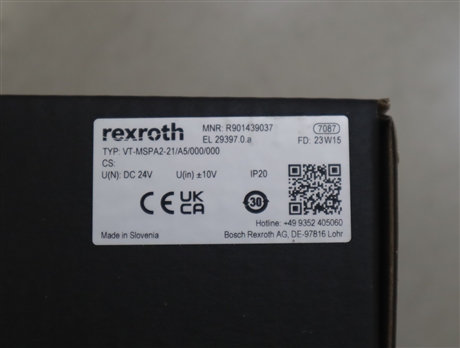 rexroth MNR: R901439037 7087
EL 29397.0.a FD: 23W15
TYP: VT-MSPA2-21/A5/000/000
CS:
U(N): DC 24V U(in) ±10V IP20
CE UK CA 30
Hotline: +49 9352 405060
Made in Slovenia Bosch Rexroth AG, DE-97816 Lohr